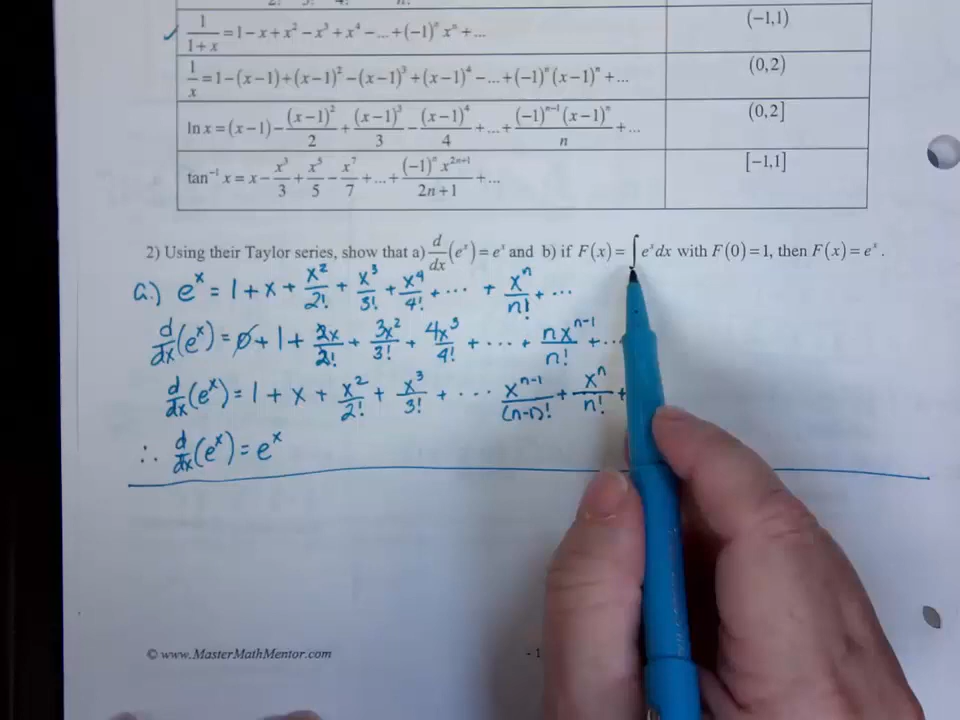 1/(1+x) = 1 − x + x² − x³ + x⁴ − ... + (−1)ⁿ xⁿ + ... (−1,1)
1/x = 1 − (x−1) + (x−1)² − (x−1)³ + (x−1)⁴ − ... + (−1)ⁿ (x−1)ⁿ + ... (0,2)
ln x = (x−1) − (x−1)²/2 + (x−1)³/3 − (x−1)⁴/4 + ... + (−1)ⁿ⁻¹ (x−1)ⁿ/n + ... (0,2]
tan⁻¹ x = x − x³/3 + x⁵/5 − x⁷/7 + ... + (−1)ⁿ x²ⁿ⁺¹/(2n+1) + ... [−1,1]
2) Using their Taylor series, show that a) d/dx (eˣ) = eˣ and b) if F(x) = ∫ eˣ dx with F(0) = 1, then F(x) = eˣ.
a.) eˣ = 1 + x + x²/2! + x³/3! + x⁴/4! + ... + xⁿ/n! + ...
d/dx (eˣ) = 0 + 1 + 2x/2! + 3x²/3! + 4x³/4! + ... + nxⁿ⁻¹/n! + ...
d/dx (eˣ) = 1 + x + x²/2! + x³/3! + ... xⁿ⁻¹/(n-1)! + xⁿ/n! +
∴ d/dx (eˣ) = eˣ
© www.MasterMathMentor.com - 1